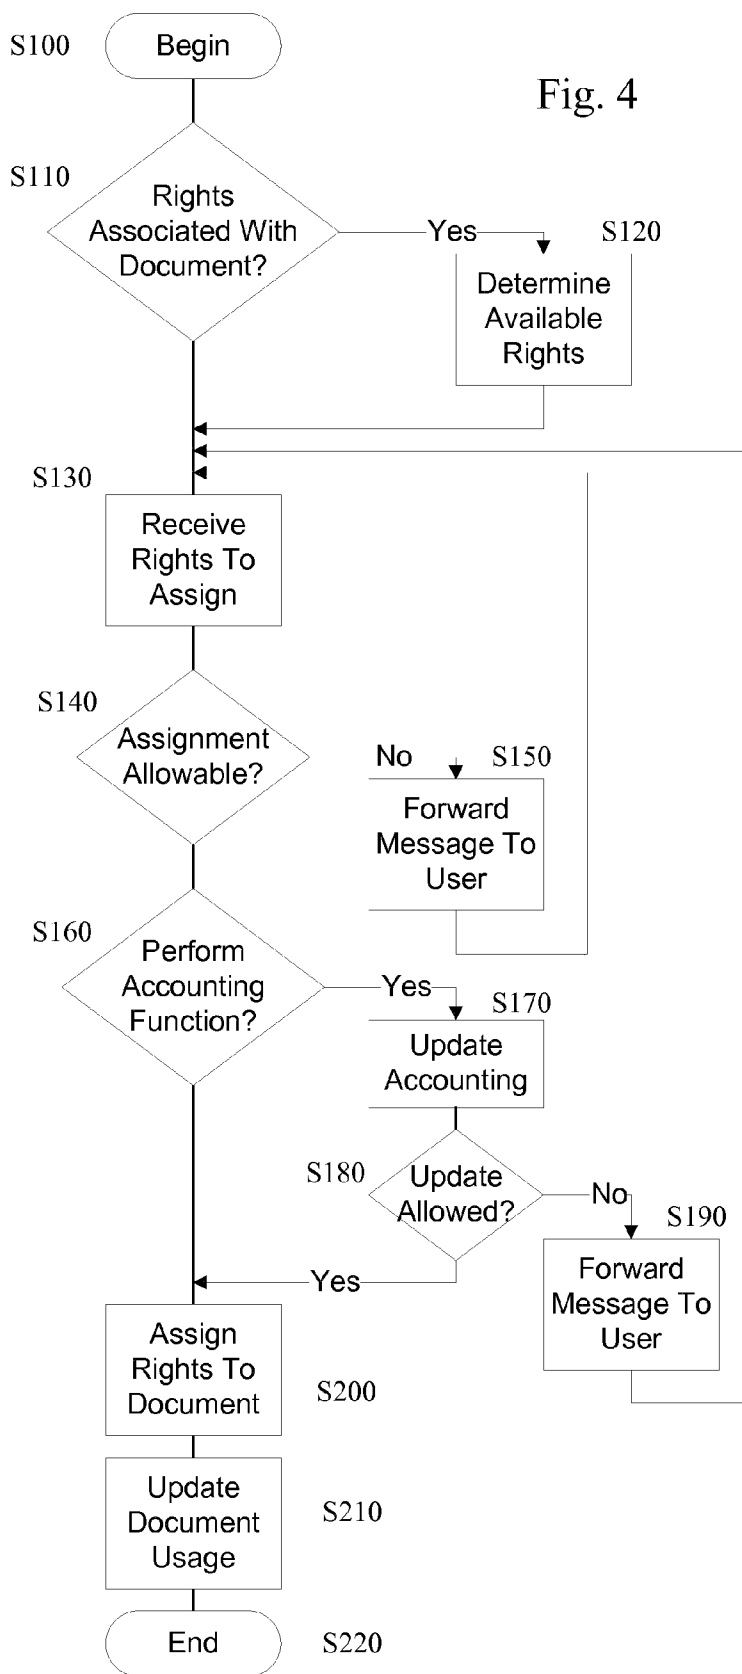 S100
Begin
Fig. 4
S110
Rights
Associated With
Document?
Yes
S120
Determine
Available
Rights
S130
Receive
Rights To
Assign
S140
Assignment
Allowable?
No
S150
Forward
Message To
User
S160
Perform
Accounting
Function?
Yes
S170
Update
Accounting
S180
Update
Allowed?
No
S190
Forward
Message To
User
Yes
Assign
Rights To
Document
S200
Update
Document
Usage
S210
End
S220